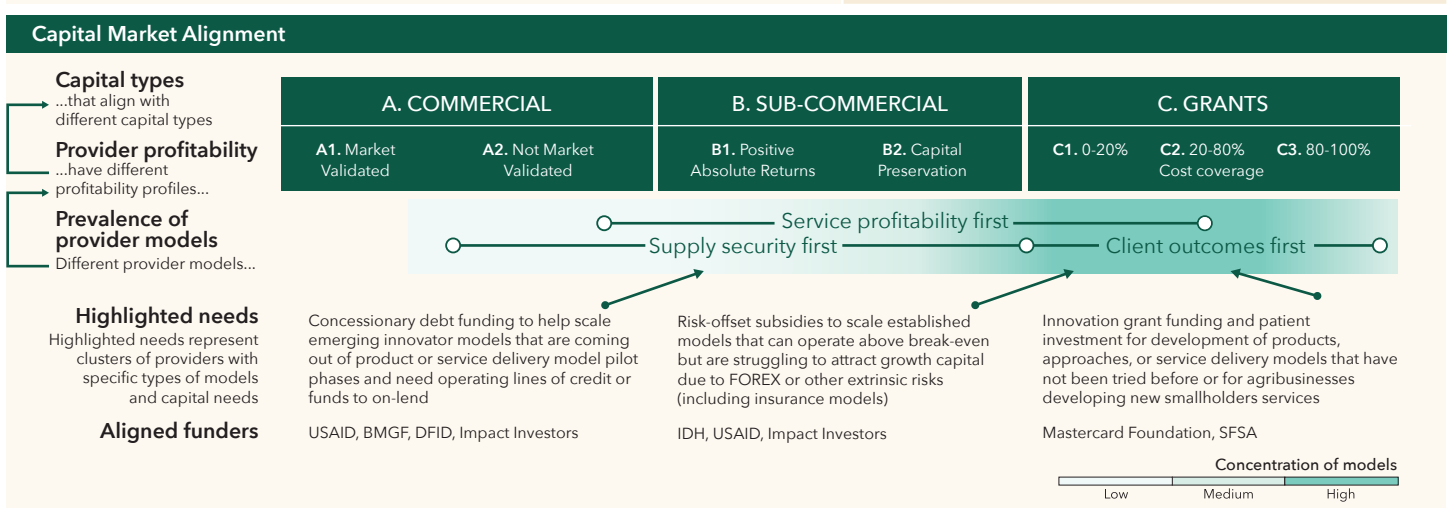 Capital Market Alignment
Capital types
...that align with
different capital types
Provider profitability
...have different
profitability profiles...
Prevalence of
provider models
Different provider models...
A. COMMERCIAL
B. SUB-COMMERCIAL
C. GRANTS
A1. Market
Validated
A2. Not Market
Validated
B1. Positive
Absolute Returns
B2. Capital
Preservation
C1. 0-20%
C2. 20-80%
C3. 80-100%
Cost coverage
Service profitability first
Supply security first
Client outcomes first
Highlighted needs
Highlighted needs represent
clusters of providers with
specific types of models
and capital needs
Concessionary debt funding to help scale
emerging innovator models that are coming
out of product or service delivery model pilot
phases and need operating lines of credit or
funds to on-lend
Risk-offset subsidies to scale established
models that can operate above break-even
but are struggling to attract growth capital
due to FOREX or other extrinsic risks
(including insurance models)
Innovation grant funding and patient
investment for development of products,
approaches, or service delivery models that have
not been tried before or for agribusinesses
developing new smallholders services
Aligned funders
USAID, BMGF, DFID, Impact Investors
IDH, USAID, Impact Investors
Mastercard Foundation, SFSA
Concentration of models
Low
Medium
High